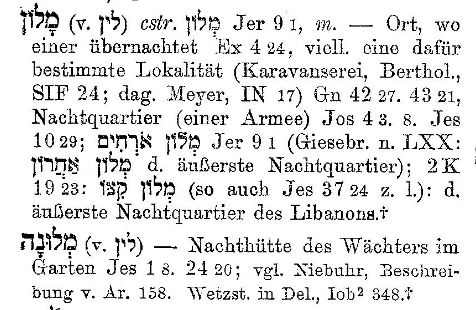 מָלוֹן (v. לין) cstr. מְלוֹן Jer 9 1, m. — Ort, wo
einer übernachtet Ex 4 24, viell. eine dafür
bestimmte Lokalität (Karavanserei, Berthol.,
SIF 24; dag. Meyer, IN 17) Gn 42 27. 43 21,
Nachtquartier (einer Armee) Jos 4 3. 8. Jes
10 29; מְלוֹן אֹרְחִים Jer 9 1 (Giesebr. n. LXX:
מָלוֹן אַחֲרוֹן d. äußerste Nachtquartier); 2 K
19 23: מְלוֹן קִצּוֹ (so auch Jes 37 24 z. l.): d.
äußerste Nachtquartier des Libanons.†
מְלוּנָה (v. לין) — Nachthütte des Wächters im
Garten Jes 1 8. 24 20; vgl. Niebuhr, Beschrei-
bung v. Ar. 158. Wetzst. in Del., Iob² 348.†